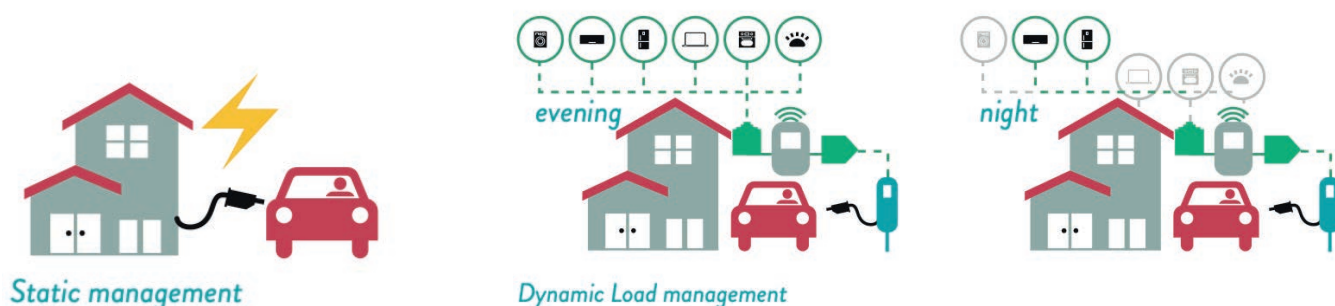 evening
night
Static management
Dynamic Load management